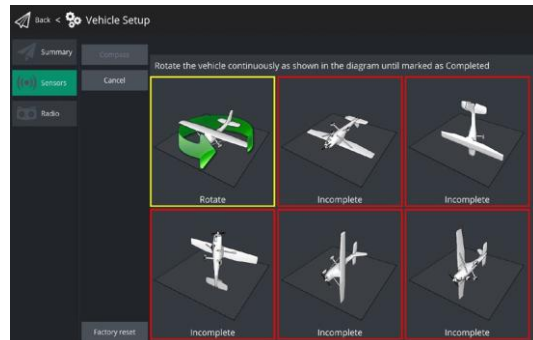 Back < Vehicle Setup
Summary
Compass
Rotate the vehicle continuously as shown in the diagram until marked as Completed
Sensors
Cancel
Radio
Rotate
Incomplete
Incomplete
Incomplete
Incomplete
Incomplete
Factory reset